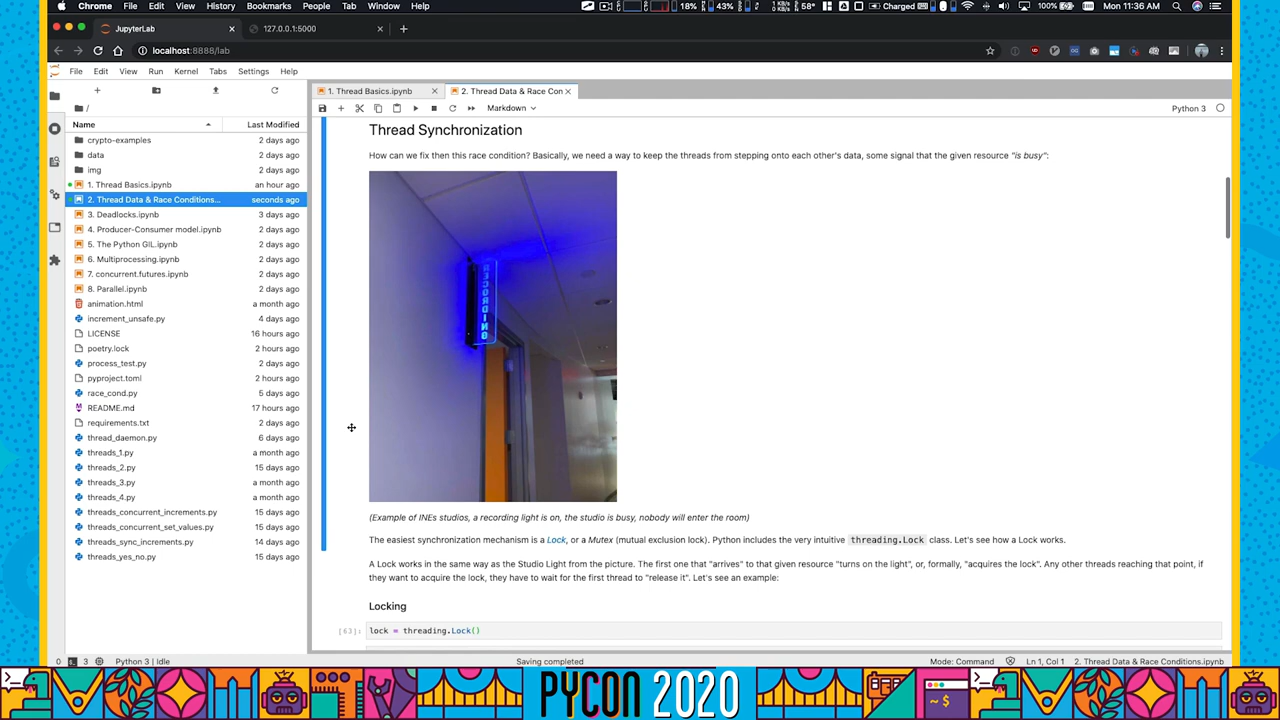 Chrome File Edit View History Bookmarks People Tab Window Help
18% 43% 58° Charged 100% Mon 11:36 AM
JupyterLab 127.0.0.1:5000
localhost:8888/lab
File Edit View Run Kernel Tabs Settings Help
1. Thread Basics.ipynb 2. Thread Data & Race Con
Markdown Python 3
/
Name Last Modified
crypto-examples 2 days ago
data 2 days ago
img 2 days ago
1. Thread Basics.ipynb an hour ago
2. Thread Data & Race Conditions... seconds ago
3. Deadlocks.ipynb 3 days ago
4. Producer-Consumer model.ipynb 2 days ago
5. The Python GIL.ipynb 2 days ago
6. Multiprocessing.ipynb 2 days ago
7. concurrent.futures.ipynb 2 days ago
8. Parallel.ipynb 2 days ago
animation.html a month ago
increment_unsafe.py 4 days ago
LICENSE 16 hours ago
poetry.lock 2 hours ago
process_test.py 2 days ago
pyproject.toml 2 hours ago
race_cond.py 5 days ago
README.md 17 hours ago
requirements.txt 2 days ago
thread_daemon.py 6 days ago
threads_1.py a month ago
threads_2.py 15 days ago
threads_3.py a month ago
threads_4.py a month ago
threads_concurrent_increments.py 15 days ago
threads_concurrent_set_values.py 15 days ago
threads_sync_increments.py 14 days ago
threads_yes_no.py 15 days ago
Thread Synchronization
How can we fix then this race condition? Basically, we need a way to keep the threads from stepping onto each other's data, some signal that the given resource "is busy":
RECORDING
(Example of INEs studios, a recording light is on, the studio is busy, nobody will enter the room)
The easiest synchronization mechanism is a Lock, or a Mutex (mutual exclusion lock). Python includes the very intuitive threading.Lock class. Let's see how a Lock works.
A Lock works in the same way as the Studio Light from the picture. The first one that "arrives" to that given resource "turns on the light", or, formally, "acquires the lock". Any other threads reaching that point, if
they want to acquire the lock, they have to wait for the first thread to "release it". Let's see an example:
Locking
[63]: lock = threading.Lock()
0 3 Python 3 | Idle Saving completed Mode: Command Ln 1, Col 1 2. Thread Data & Race Conditions.ipynb
PYCON 2020
~$